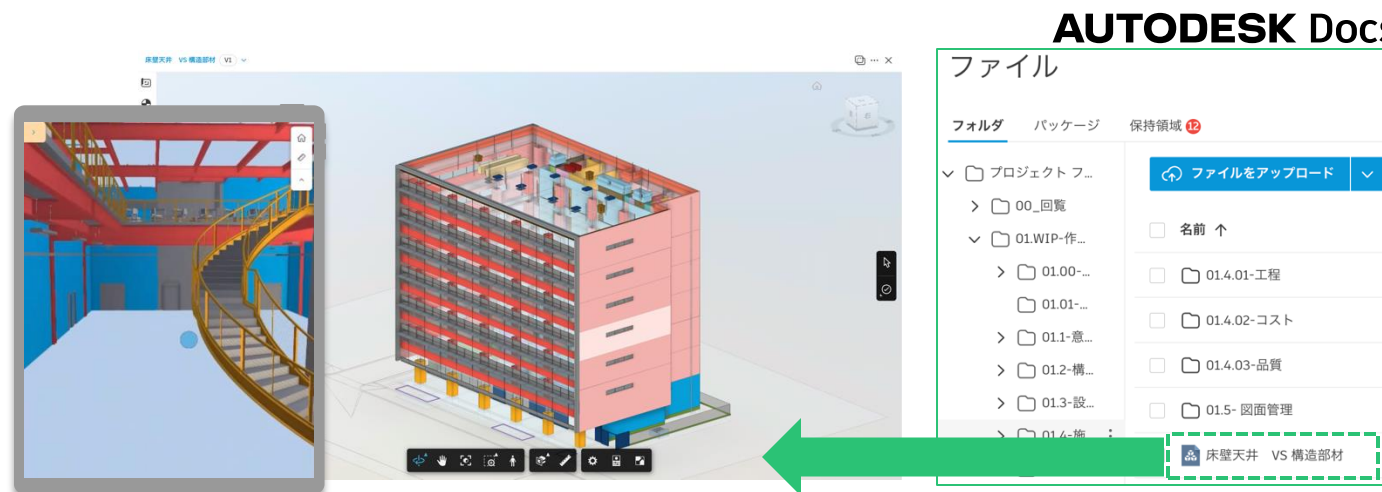 AUTODESK Docs
床壁天井 VS 構造部材 V1
ファイル
フォルダ パッケージ 保持領域 12
プロジェクト フ...
00_回覧
01.WIP-作...
01.00-...
01.01-...
01.1-意...
01.2-構...
01.3-設...
01.4-施
ファイルをアップロード
名前 ↑
01.4.01-工程
01.4.02-コスト
01.4.03-品質
01.5- 図面管理
床壁天井 VS 構造部材